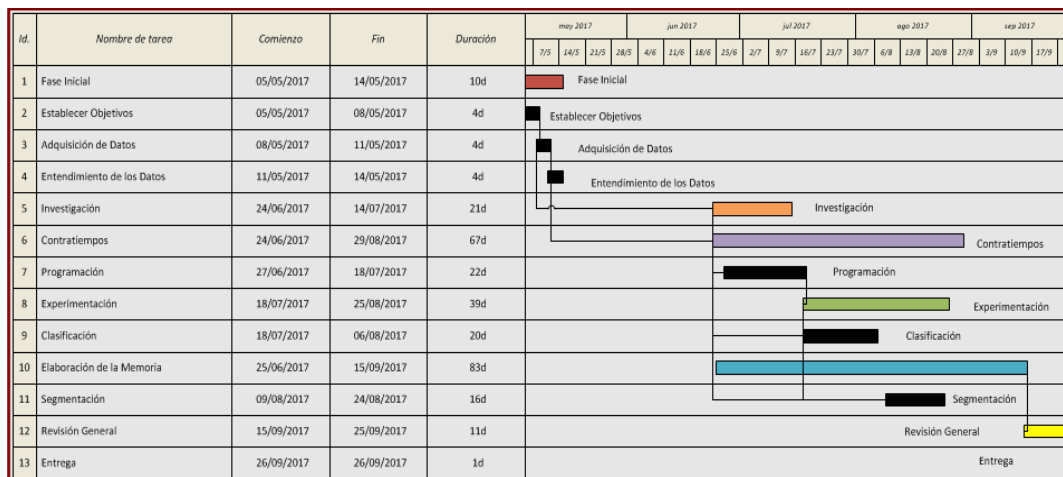 Id. Nombre de tarea Comienzo Fin Duración may 2017 jun 2017 jul 2017 ago 2017 sep 2017
7/5 14/5 21/5 28/5 4/6 11/6 18/6 25/6 2/7 9/7 16/7 23/7 30/7 6/8 13/8 20/8 27/8 3/9 10/9 17/9
1 Fase Inicial 05/05/2017 14/05/2017 10d Fase Inicial
2 Establecer Objetivos 05/05/2017 08/05/2017 4d Establecer Objetivos
3 Adquisición de Datos 08/05/2017 11/05/2017 4d Adquisición de Datos
4 Entendimiento de los Datos 11/05/2017 14/05/2017 4d Entendimiento de los Datos
5 Investigación 24/06/2017 14/07/2017 21d Investigación
6 Contratiempos 24/06/2017 29/08/2017 67d Contratiempos
7 Programación 27/06/2017 18/07/2017 22d Programación
8 Experimentación 18/07/2017 25/08/2017 39d Experimentación
9 Clasificación 18/07/2017 06/08/2017 20d Clasificación
10 Elaboración de la Memoria 25/06/2017 15/09/2017 83d
11 Segmentación 09/08/2017 24/08/2017 16d Segmentación
12 Revisión General 15/09/2017 25/09/2017 11d Revisión General
13 Entrega 26/09/2017 26/09/2017 1d Entrega